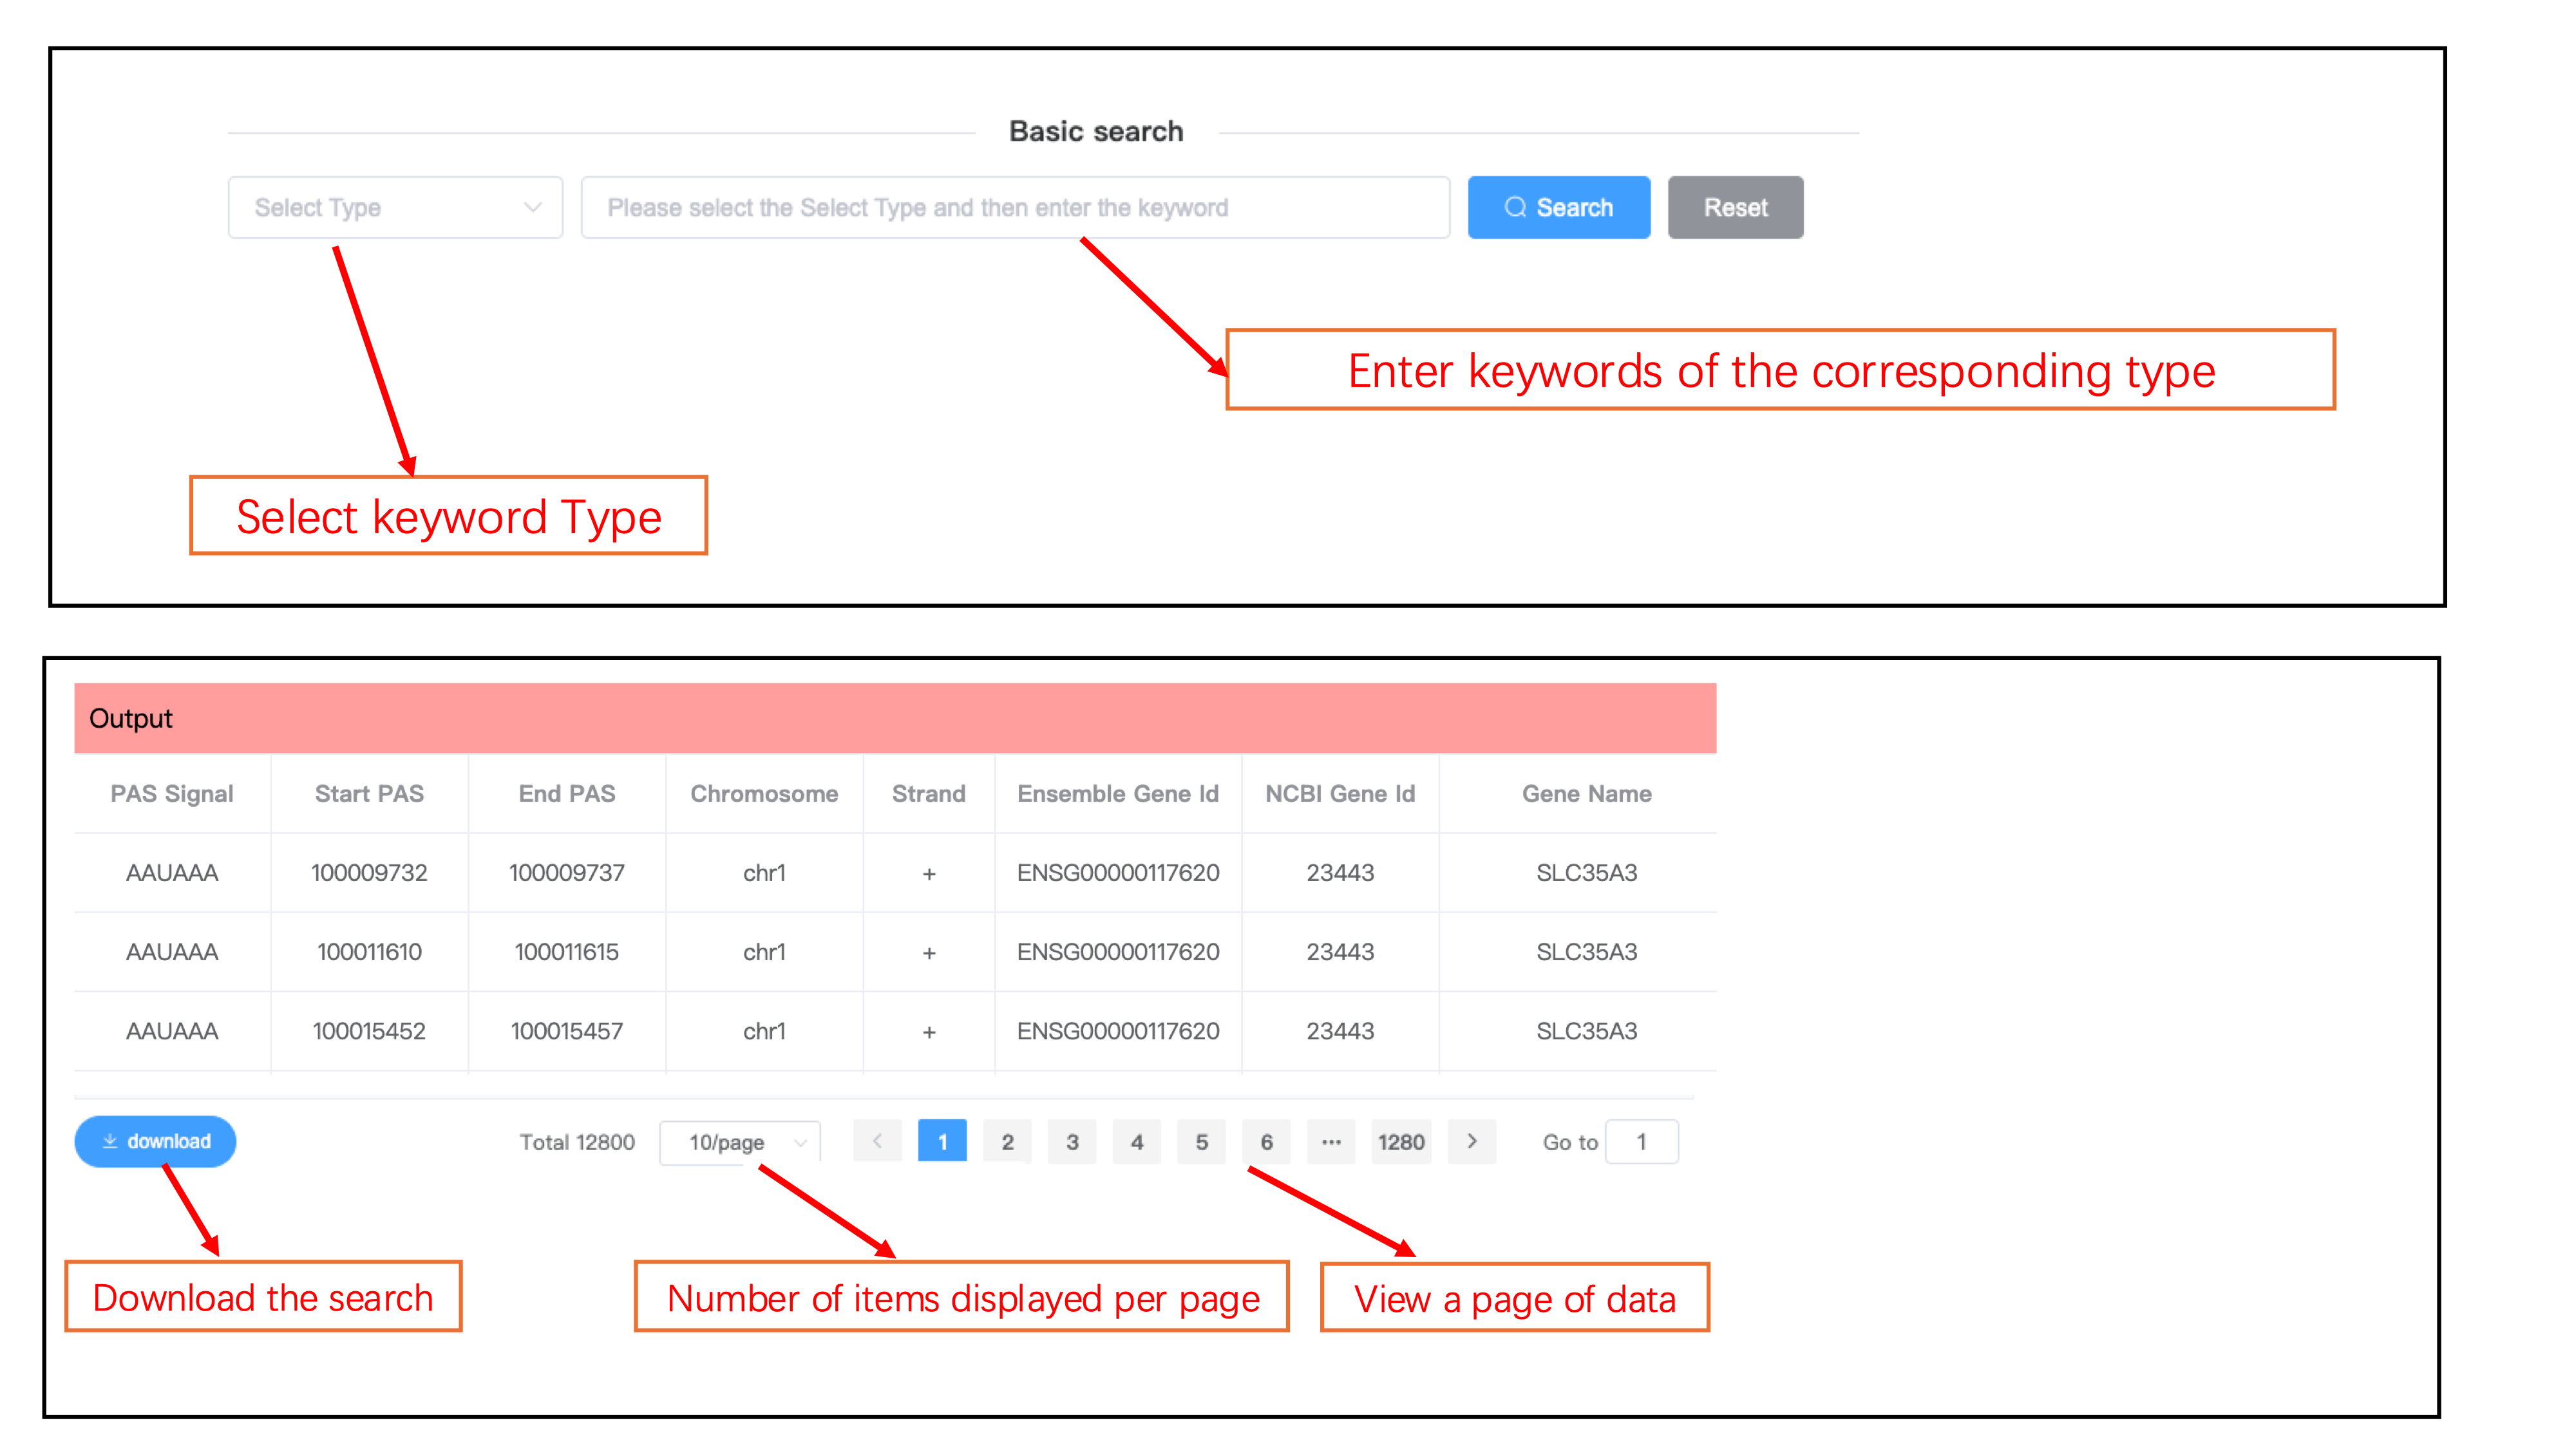 Basic search
Select Type Please select the Select Type and then enter the keyword Search Reset
Enter keywords of the corresponding type
Select keyword Type
Output
PAS Signal Start PAS End PAS Chromosome Strand Ensemble Gene Id NCBI Gene Id Gene Name
AAUAAA 100009732 100009737 chr1 + ENSG00000117620 23443 SLC35A3
AAUAAA 100011610 100011615 chr1 + ENSG00000117620 23443 SLC35A3
AAUAAA 100015452 100015457 chr1 + ENSG00000117620 23443 SLC35A3
download Total 12800 10/page < 1 2 3 4 5 6 ... 1280 > Go to 1
Download the search Number of items displayed per page View a page of data